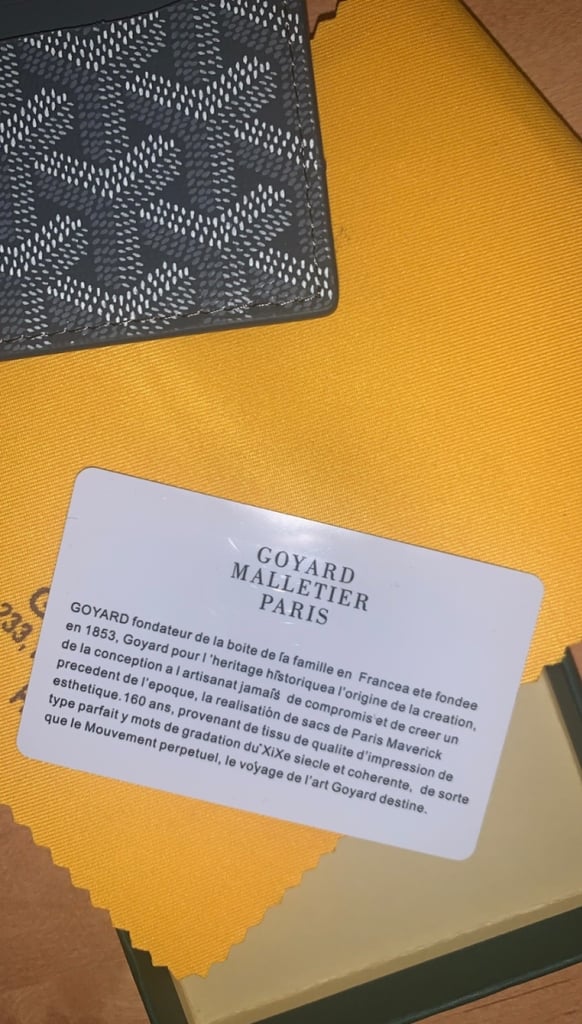 GOYARD
MALLETIER
PARIS
GOYARD fondateur de la boite de la famille en Francea ete fondee
en 1853, Goyard pour l 'heritage historiquea l'origine de la creation,
de la conception a l artisanat jamais de compromis et de creer un
precedent de l'epoque, la realisation de sacs de Paris Maverick
esthetique.160 ans, provenant de tissu de qualite d'impression de
type parfait y mots de gradation du XiXe siecle et coherente, de sorte
que le Mouvement perpetuel, le voyage de l'art Goyard destine.
233,